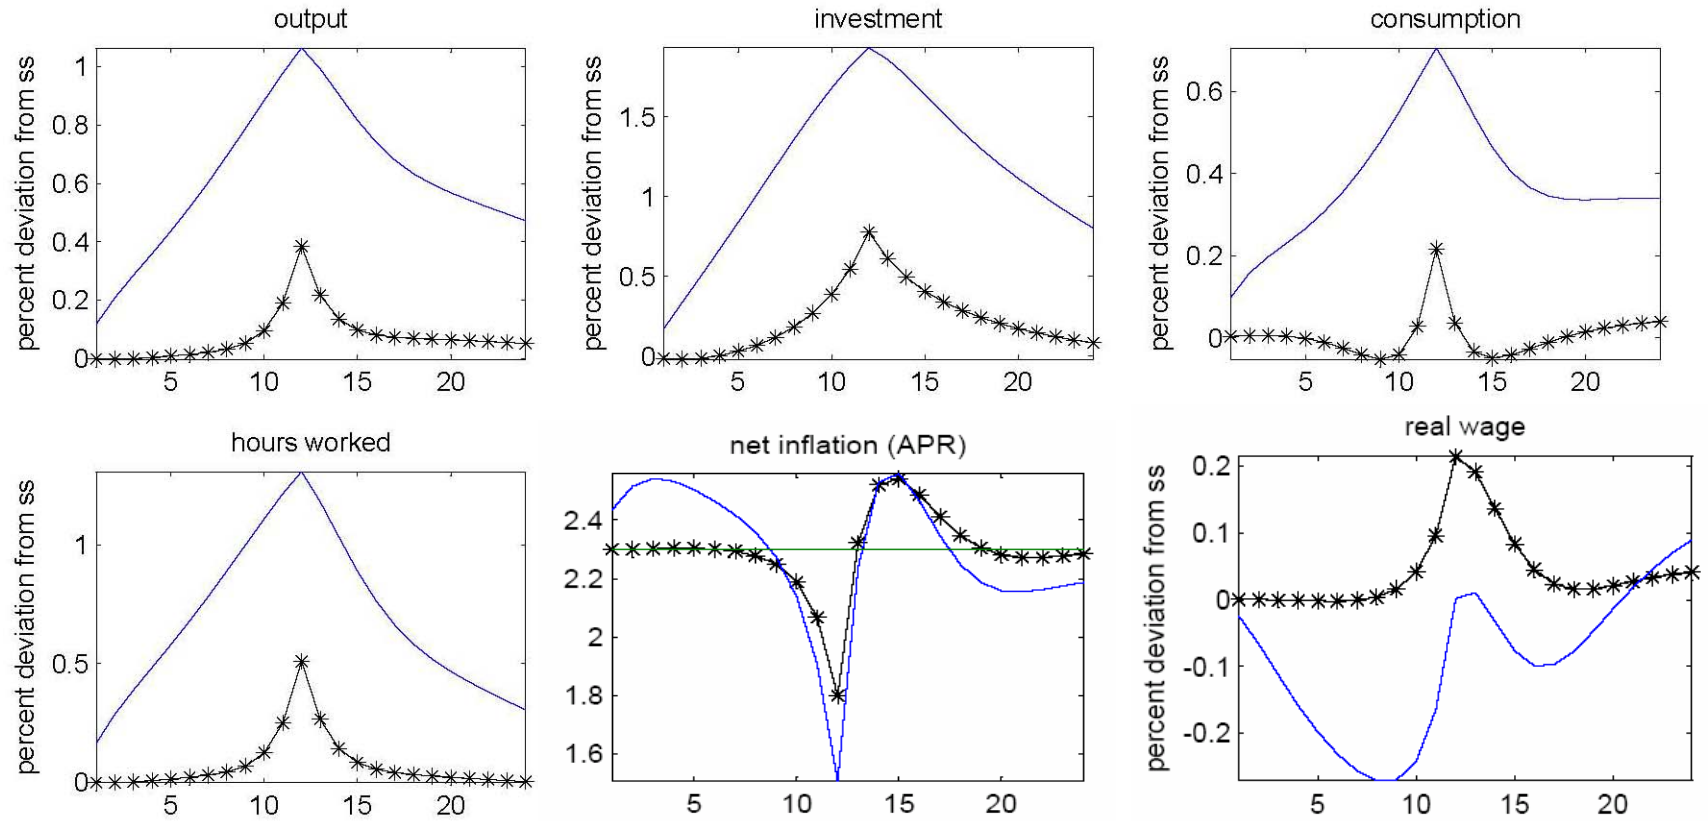 output
percent deviation from ss
1
0.8
0.6
0.4
0.2
0
5 10 15 20
investment
percent deviation from ss
1.5
1
0.5
0
5 10 15 20
consumption
percent deviation from ss
0.6
0.4
0.2
0
5 10 15 20
hours worked
percent deviation from ss
1
0.5
0
5 10 15 20
net inflation (APR)
2.4
2.2
2
1.8
1.6
5 10 15 20
real wage
percent deviation from ss
0.2
0.1
0
-0.1
-0.2
5 10 15 20